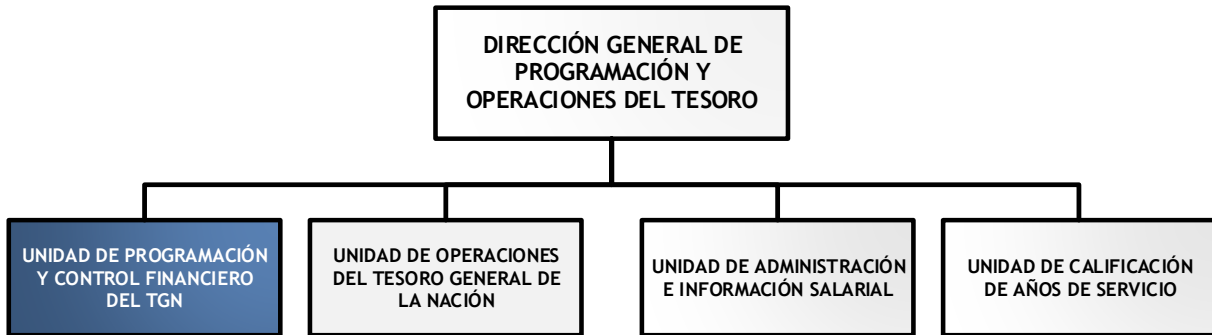 DIRECCIÓN GENERAL DE
PROGRAMACIÓN Y
OPERACIONES DEL TESORO
UNIDAD DE PROGRAMACIÓN
Y CONTROL FINANCIERO
DEL TGN
UNIDAD DE OPERACIONES
DEL TESORO GENERAL DE
LA NACIÓN
UNIDAD DE ADMINISTRACIÓN
E INFORMACIÓN SALARIAL
UNIDAD DE CALIFICACIÓN
DE AÑOS DE SERVICIO